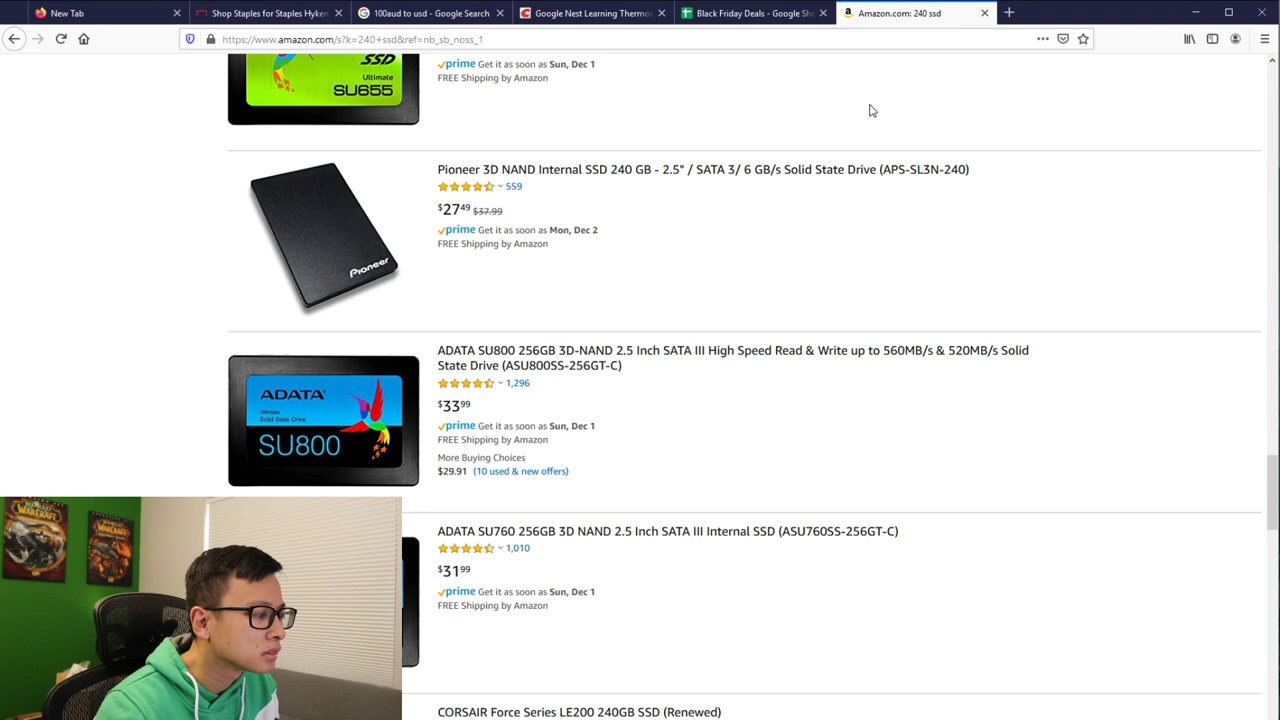 New Tab
Shop Staples for Staples Hyken
100aud to usd - Google Search
Google Nest Learning Thermos
Black Friday Deals - Google She
Amazon.com: 240 ssd
https://www.amazon.com/s?k=240+ssd&ref=nb_sb_noss_1
SSD
Ultimate
SU655
prime Get it as soon as Sun, Dec 1
FREE Shipping by Amazon
Pioneer 3D NAND Internal SSD 240 GB - 2.5" / SATA 3/ 6 GB/s Solid State Drive (APS-SL3N-240)
559
$27.49 $37.99
prime Get it as soon as Mon, Dec 2
FREE Shipping by Amazon
Pioneer
ADATA SU800 256GB 3D-NAND 2.5 Inch SATA III High Speed Read & Write up to 560MB/s & 520MB/s Solid
State Drive (ASU800SS-256GT-C)
1,296
$33.99
prime Get it as soon as Sun, Dec 1
FREE Shipping by Amazon
More Buying Choices
$29.91 (10 used & new offers)
ADATA
Ultimate
Solid State Drive
SU800
ADATA SU760 256GB 3D NAND 2.5 Inch SATA III Internal SSD (ASU760SS-256GT-C)
1,010
$31.99
prime Get it as soon as Sun, Dec 1
FREE Shipping by Amazon
CORSAIR Force Series LE200 240GB SSD (Renewed)
WARCRAFT
WARCRAFT